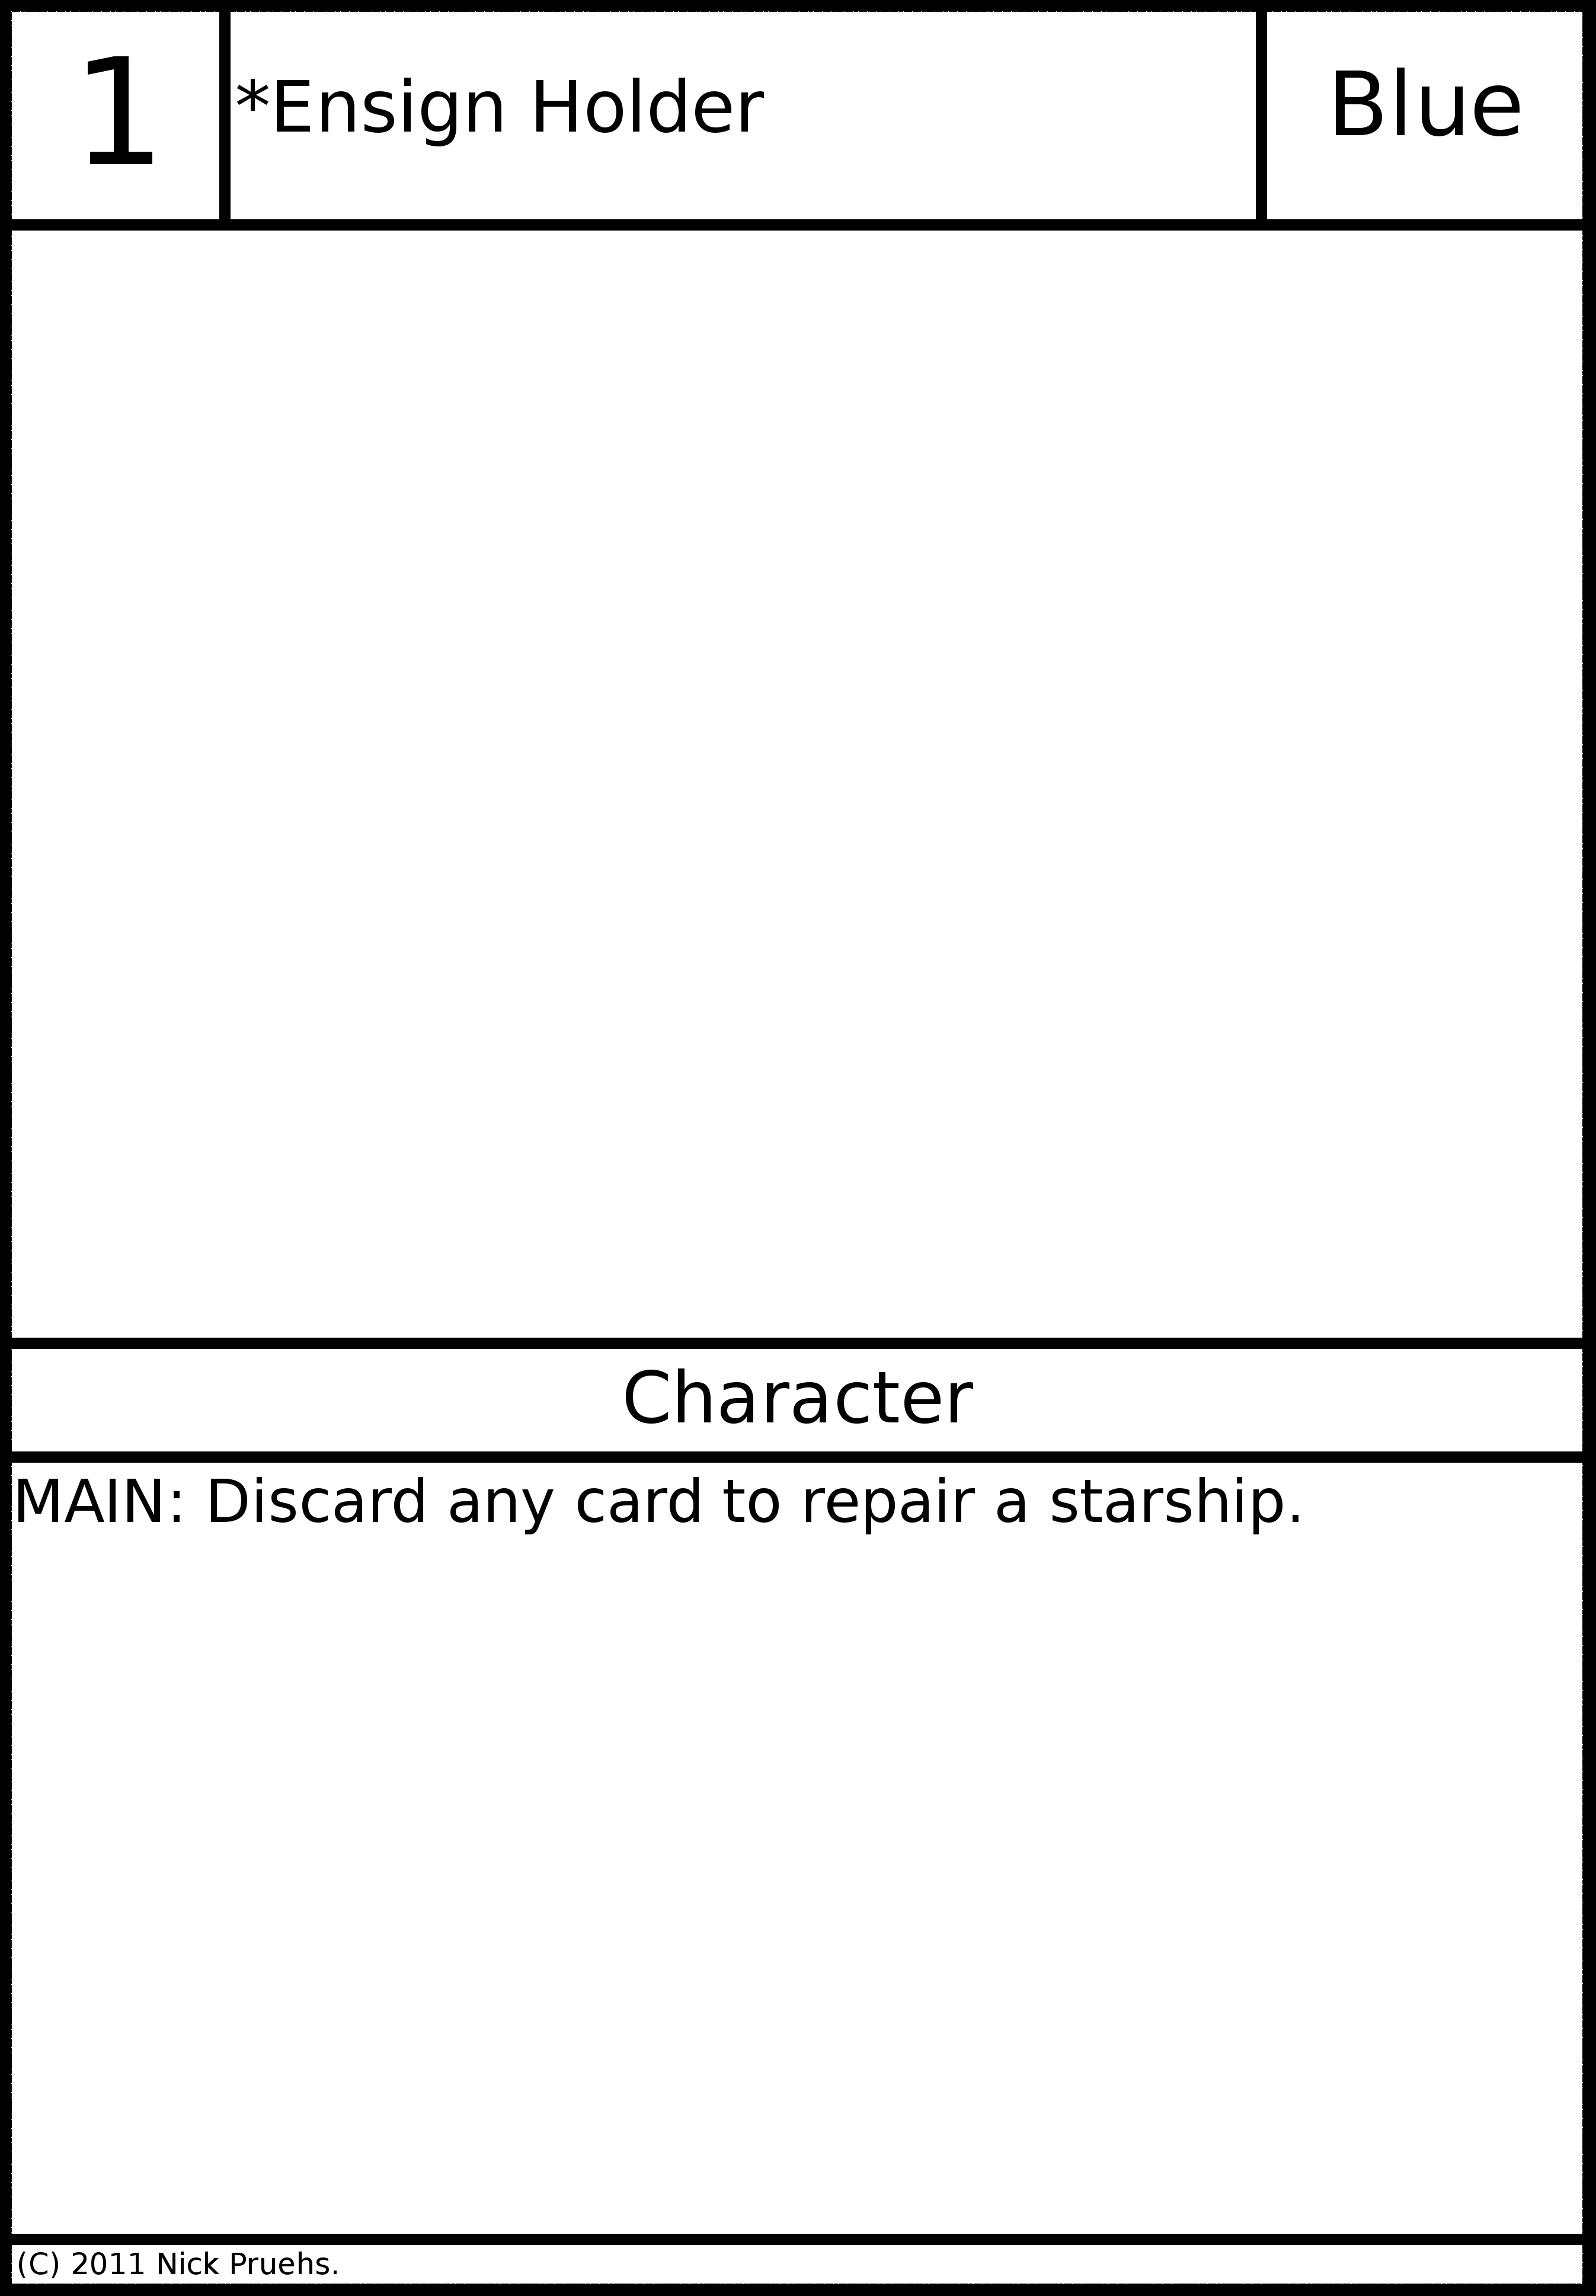 1
*Ensign Holder
Blue
Character
MAIN: Discard any card to repair a starship.
(C) 2011 Nick Pruehs.